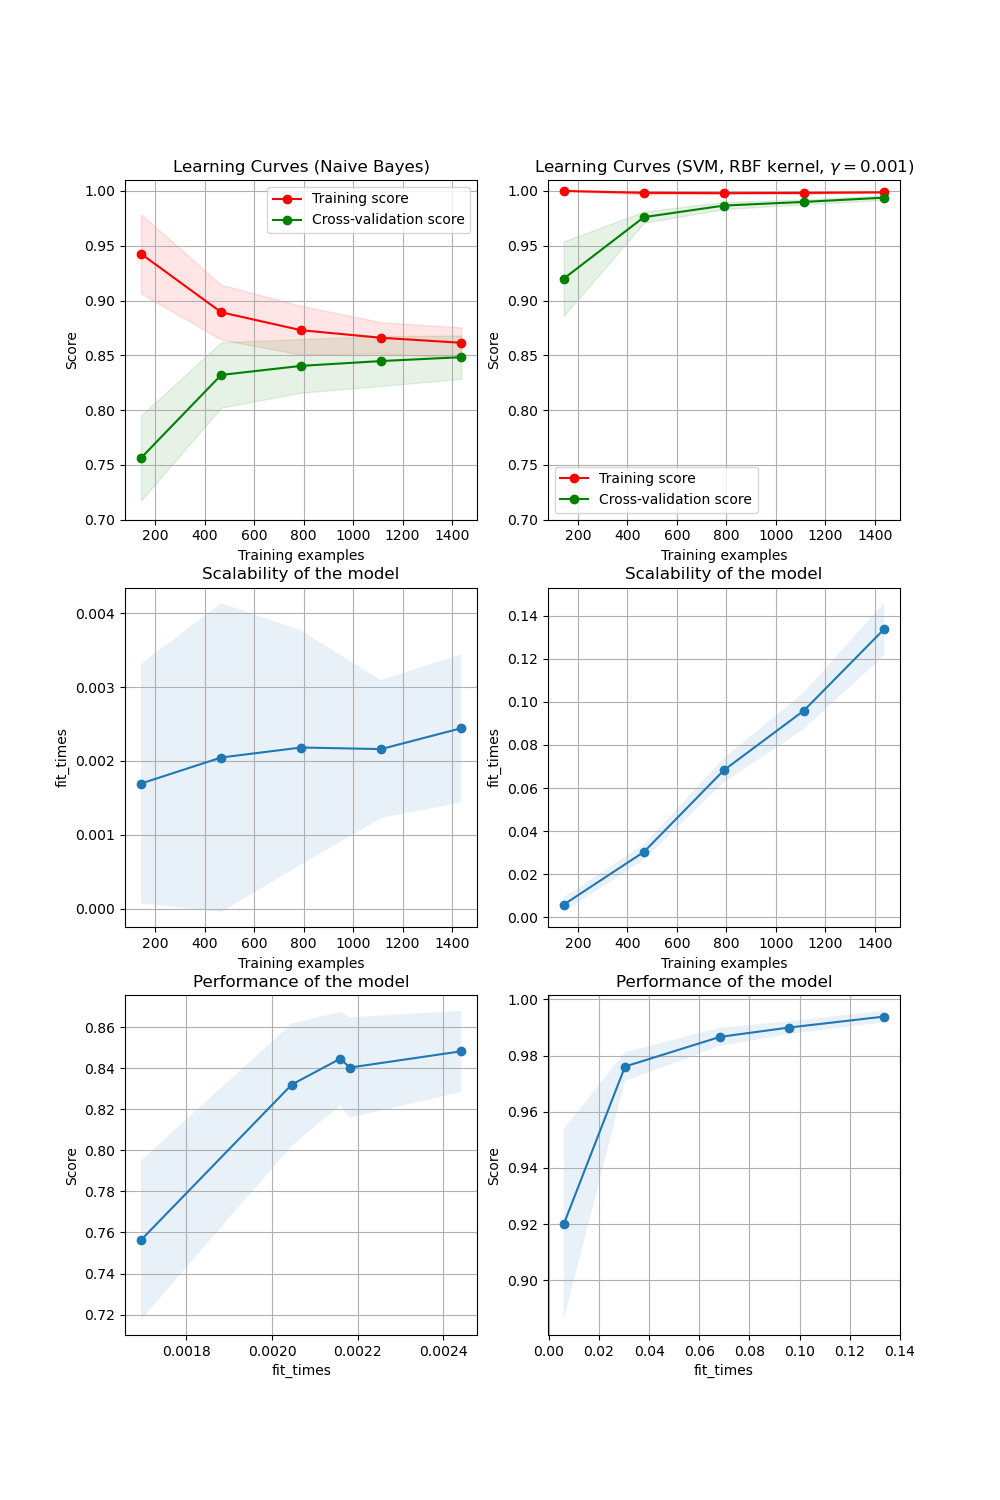 Learning Curves (Naive Bayes)
1.00
0.95
0.90
0.85
0.80
0.75
0.70
Score
Training score
Cross-validation score
200 400 600 800 1000 1200 1400
Training examples
Learning Curves (SVM, RBF kernel, γ = 0.001)
1.00
0.95
0.90
0.85
0.80
0.75
0.70
Score
Training score
Cross-validation score
200 400 600 800 1000 1200 1400
Training examples
Scalability of the model
0.004
0.003
0.002
0.001
0.000
fit_times
200 400 600 800 1000 1200 1400
Training examples
Scalability of the model
0.14
0.12
0.10
0.08
0.06
0.04
0.02
0.00
fit_times
200 400 600 800 1000 1200 1400
Training examples
Performance of the model
0.86
0.84
0.82
0.80
0.78
0.76
0.74
0.72
Score
0.0018 0.0020 0.0022 0.0024
fit_times
Performance of the model
1.00
0.98
0.96
0.94
0.92
0.90
Score
0.00 0.02 0.04 0.06 0.08 0.10 0.12 0.14
fit_times